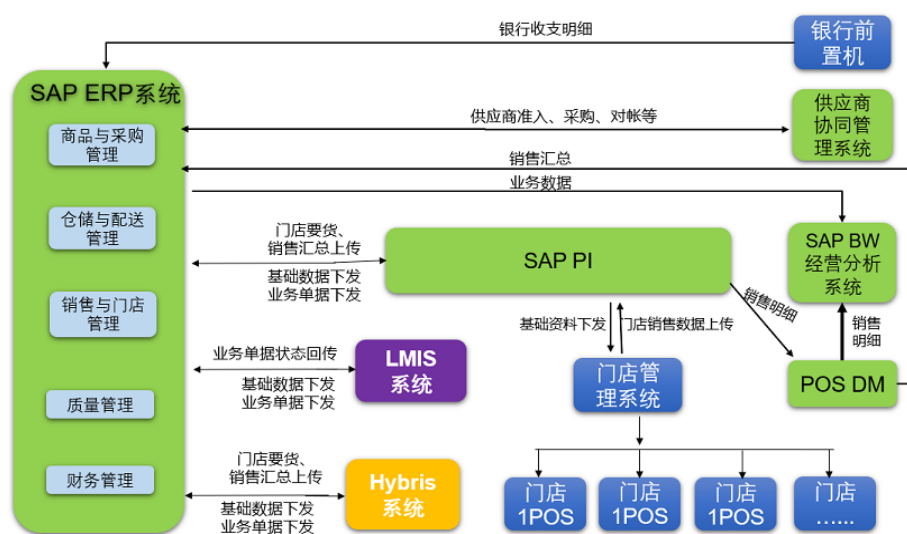 银行收支明细
银行前
置机
SAP ERP系统
供应商准入、采购、对帐等
供应商
协同管
理系统
商品与采购
管理
销售汇总
业务数据
仓储与配送
管理
门店要货、
销售汇总上传
基础数据下发
业务单据下发
SAP PI
SAP BW
经营分析
系统
销售与门店
管理
基础资料下发
门店销售数据上传
销售明细
销售
明细
业务单据状态回传
基础数据下发
业务单据下发
LMIS
系统
门店管
理系统
POS DM
质量管理
门店要货、
销售汇总上传
基础数据下发
业务单据下发
Hybris
系统
财务管理
门店
1POS
门店
1POS
门店
1POS
门店
……